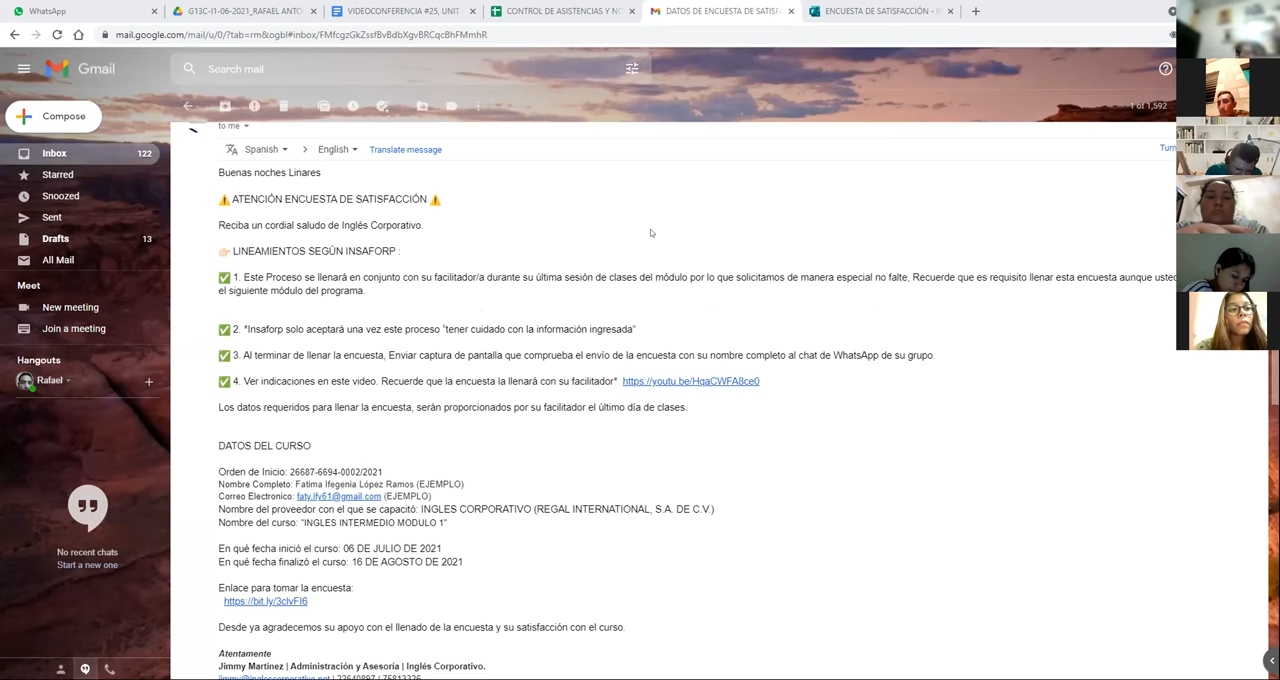 WhatsApp
G13C-I1-06-2021_RAFAEL ANTO
VIDEOCONFERENCIA #25, UNIT
CONTROL DE ASISTENCIAS Y NO
DATOS DE ENCUESTA DE SATISF
ENCUESTA DE SATISFACCIÓN - I
mail.google.com/mail/u/0/?tab=rm&ogbl#inbox/FMfcgzGkZssfBvBdbXgvBRCqcBhFMmhR
Gmail
Search mail
Compose
1 of 1,592
Inbox 122
Starred
Snoozed
Sent
Drafts 13
All Mail
Meet
New meeting
Join a meeting
Hangouts
Rafael
No recent chats
Start a new one
to me
Spanish > English Translate message Turn
Buenas noches Linares
⚠️ ATENCIÓN ENCUESTA DE SATISFACCIÓN ⚠️
Reciba un cordial saludo de Inglés Corporativo.
👉🏻 LINEAMIENTOS SEGÚN INSAFORP :
✅ 1. Este Proceso se llenará en conjunto con su facilitador/a durante su última sesión de clases del módulo por lo que solicitamos de manera especial no falte, Recuerde que es requisito llenar esta encuesta aunque usted
el siguiente módulo del programa.
✅ 2. *Insaforp solo aceptará una vez este proceso "tener cuidado con la información ingresada"
✅ 3. Al terminar de llenar la encuesta, Enviar captura de pantalla que comprueba el envío de la encuesta con su nombre completo al chat de WhatsApp de su grupo.
✅ 4. Ver indicaciones en este video. Recuerde que la encuesta la llenará con su facilitador* https://youtu.be/HqaCWFA8ce0
Los datos requeridos para llenar la encuesta, serán proporcionados por su facilitador el último día de clases.
DATOS DEL CURSO
Orden de Inicio: 26687-6694-0002/2021
Nombre Completo: Fatima Ifegenia López Ramos (EJEMPLO)
Correo Electronico: faty.ify61@gmail.com (EJEMPLO)
Nombre del proveedor con el que se capacitó: INGLES CORPORATIVO (REGAL INTERNATIONAL, S.A. DE C.V.)
Nombre del curso: "INGLES INTERMEDIO MODULO 1"
En qué fecha inició el curso: 06 DE JULIO DE 2021
En qué fecha finalizó el curso: 16 DE AGOSTO DE 2021
Enlace para tomar la encuesta:
https://bit.ly/3clvFI6
Desde ya agradecemos su apoyo con el llenado de la encuesta y su satisfacción con el curso.
Atentamente
Jimmy Martínez | Administración y Asesoría | Inglés Corporativo.
jimmy@inglescorporativo.net | 22640897 | 75813326